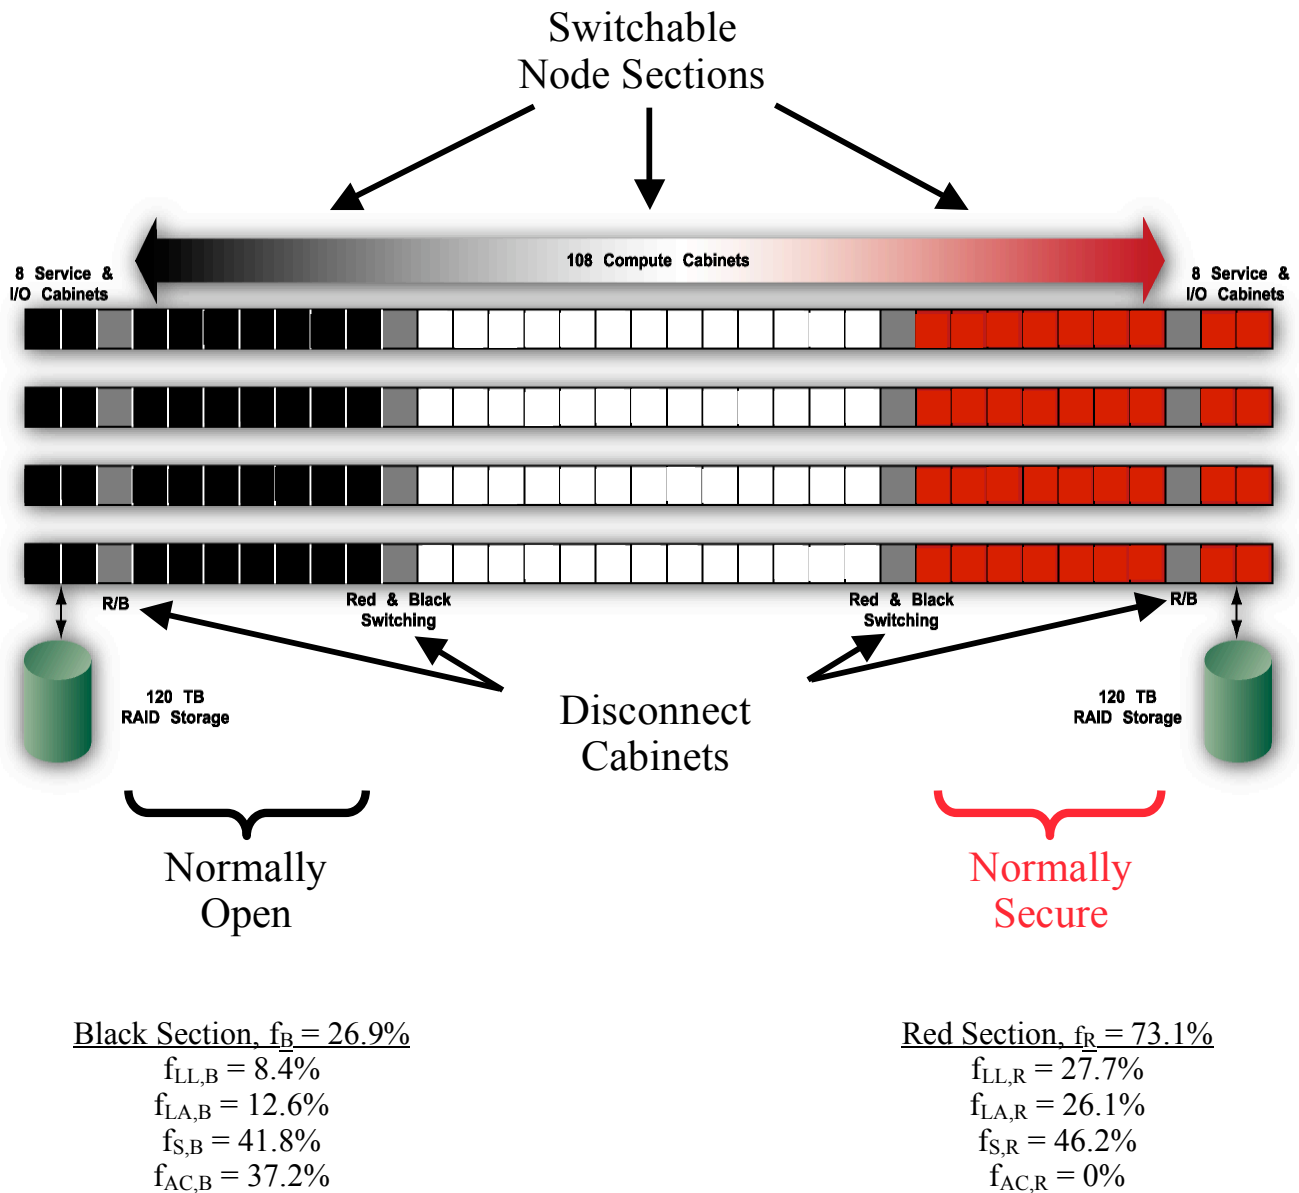 Switchable
Node Sections
108 Compute Cabinets
8 Service &
I/O Cabinets
8 Service &
I/O Cabinets
R/B
Red & Black
Switching
Red & Black
Switching
R/B
120 TB
RAID Storage
Disconnect
Cabinets
120 TB
RAID Storage
Normally
Open
Normally
Secure
Black Section, fB = 26.9%
fLL,B = 8.4%
fLA,B = 12.6%
fS,B = 41.8%
fAC,B = 37.2%
Red Section, fR = 73.1%
fLL,R = 27.7%
fLA,R = 26.1%
fS,R = 46.2%
fAC,R = 0%